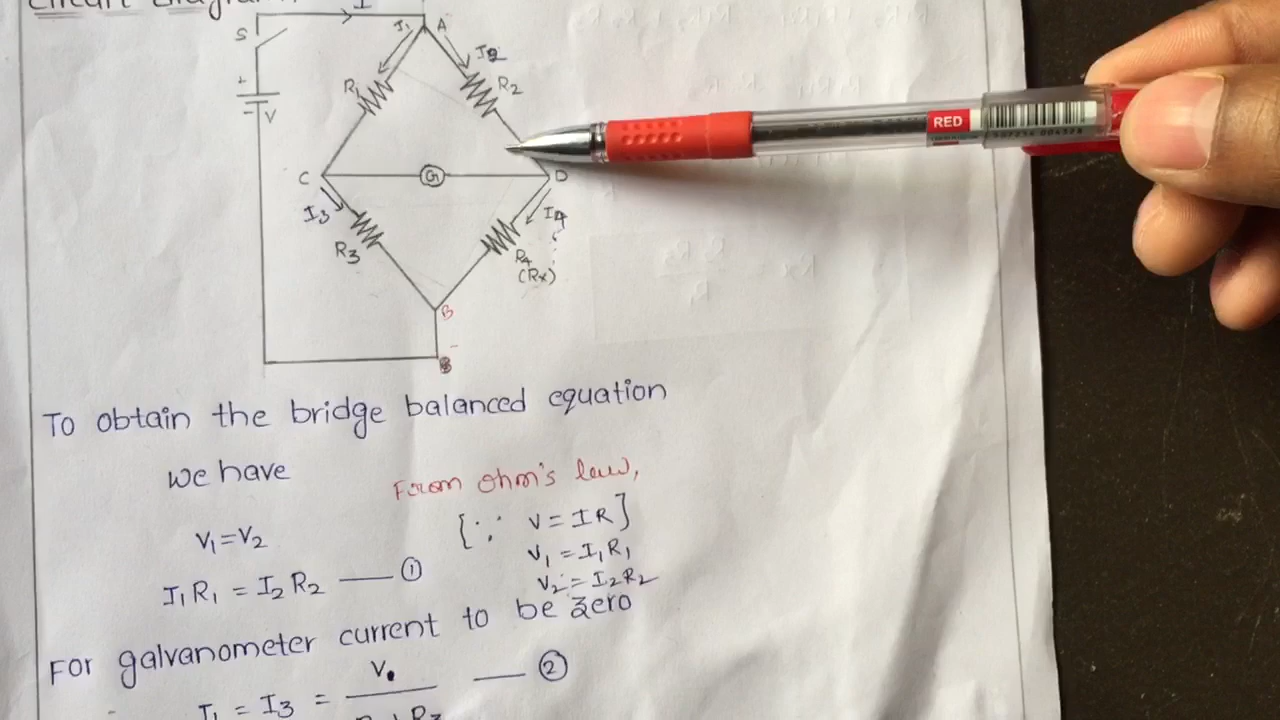 Circuit Diagram:
I
S
I1
A
I2
R1
R2
+
- V
RED
C
G
D
I3
I4
R3
R4
(Rx)
B
B
To obtain the bridge balanced equation
we have
From ohm's law,
V1 = V2
[∵ V = IR]
V1 = I1R1
I1R1 = I2R2 —— ①
V2 = I2R2
For galvanometer current to be zero
I1 = I3 = V —— ②